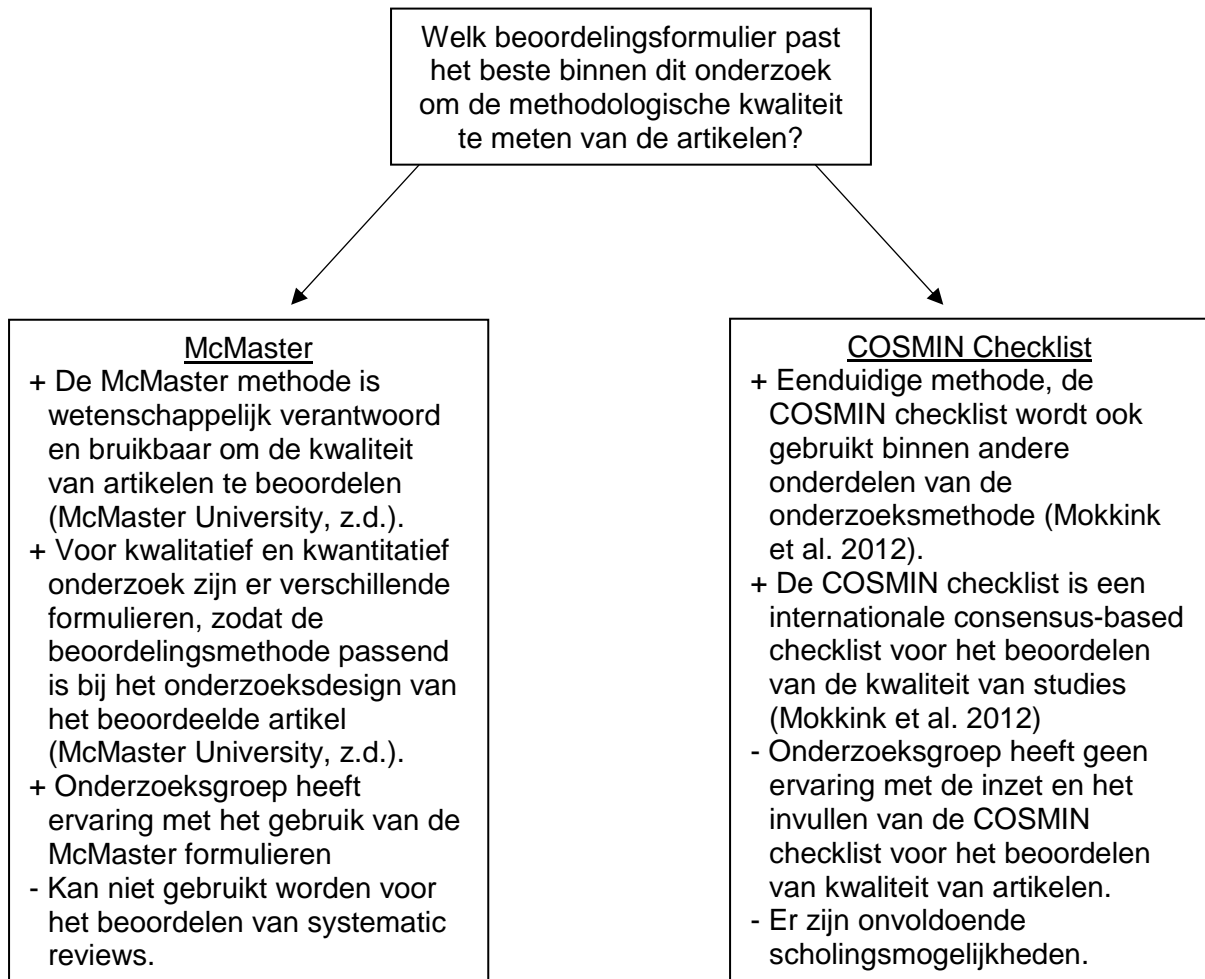 Welk beoordelingsformulier past
het beste binnen dit onderzoek
om de methodologische kwaliteit
te meten van de artikelen?
McMaster
+ De McMaster methode is
wetenschappelijk verantwoord
en bruikbaar om de kwaliteit
van artikelen te beoordelen
(McMaster University, z.d.).
+ Voor kwalitatief en kwantitatief
onderzoek zijn er verschillende
formulieren, zodat de
beoordelingsmethode passend
is bij het onderzoeksdesign van
het beoordeelde artikel
(McMaster University, z.d.).
+ Onderzoeksgroep heeft
ervaring met het gebruik van de
McMaster formulieren
- Kan niet gebruikt worden voor
het beoordelen van systematic
reviews.
COSMIN Checklist
+ Eenduidige methode, de
COSMIN checklist wordt ook
gebruikt binnen andere
onderdelen van de
onderzoeksmethode (Mokkink
et al. 2012).
+ De COSMIN checklist is een
internationale consensus-based
checklist voor het beoordelen
van de kwaliteit van studies
(Mokkink et al. 2012)
- Onderzoeksgroep heeft geen
ervaring met de inzet en het
invullen van de COSMIN
checklist voor het beoordelen
van kwaliteit van artikelen.
- Er zijn onvoldoende
scholingsmogelijkheden.